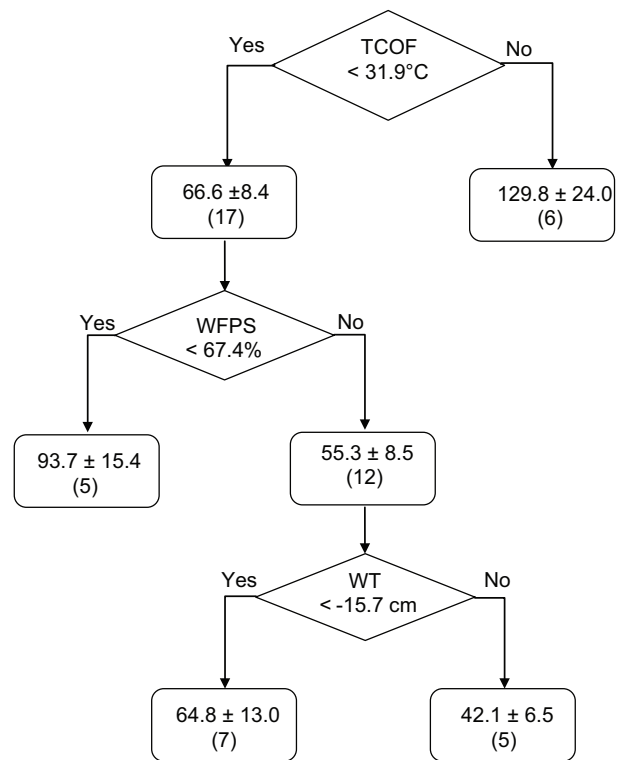 TCOF
< 31.9°C
Yes
No
66.6 ±8.4
(17)
129.8 ± 24.0
(6)
WFPS
< 67.4%
Yes
No
93.7 ± 15.4
(5)
55.3 ± 8.5
(12)
WT
< -15.7 cm
Yes
No
64.8 ± 13.0
(7)
42.1 ± 6.5
(5)